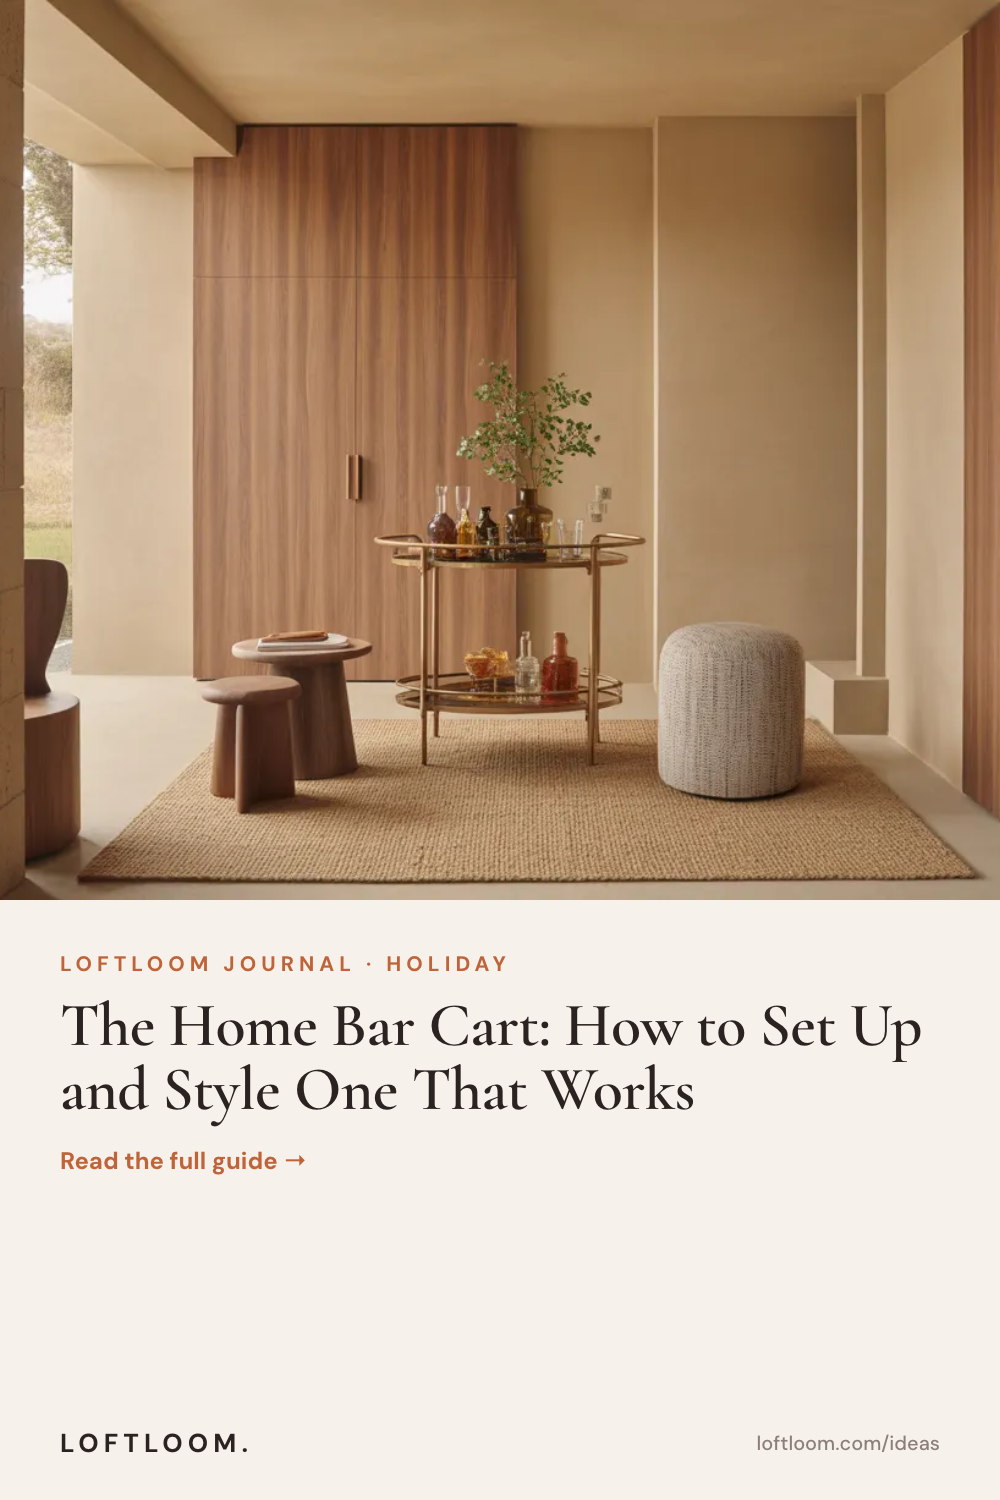 LOFTLOOM JOURNAL · HOLIDAY
The Home Bar Cart: How to Set Up
and Style One That Works
Read the full guide →
LOFTLOOM.
loftloom.com/ideas